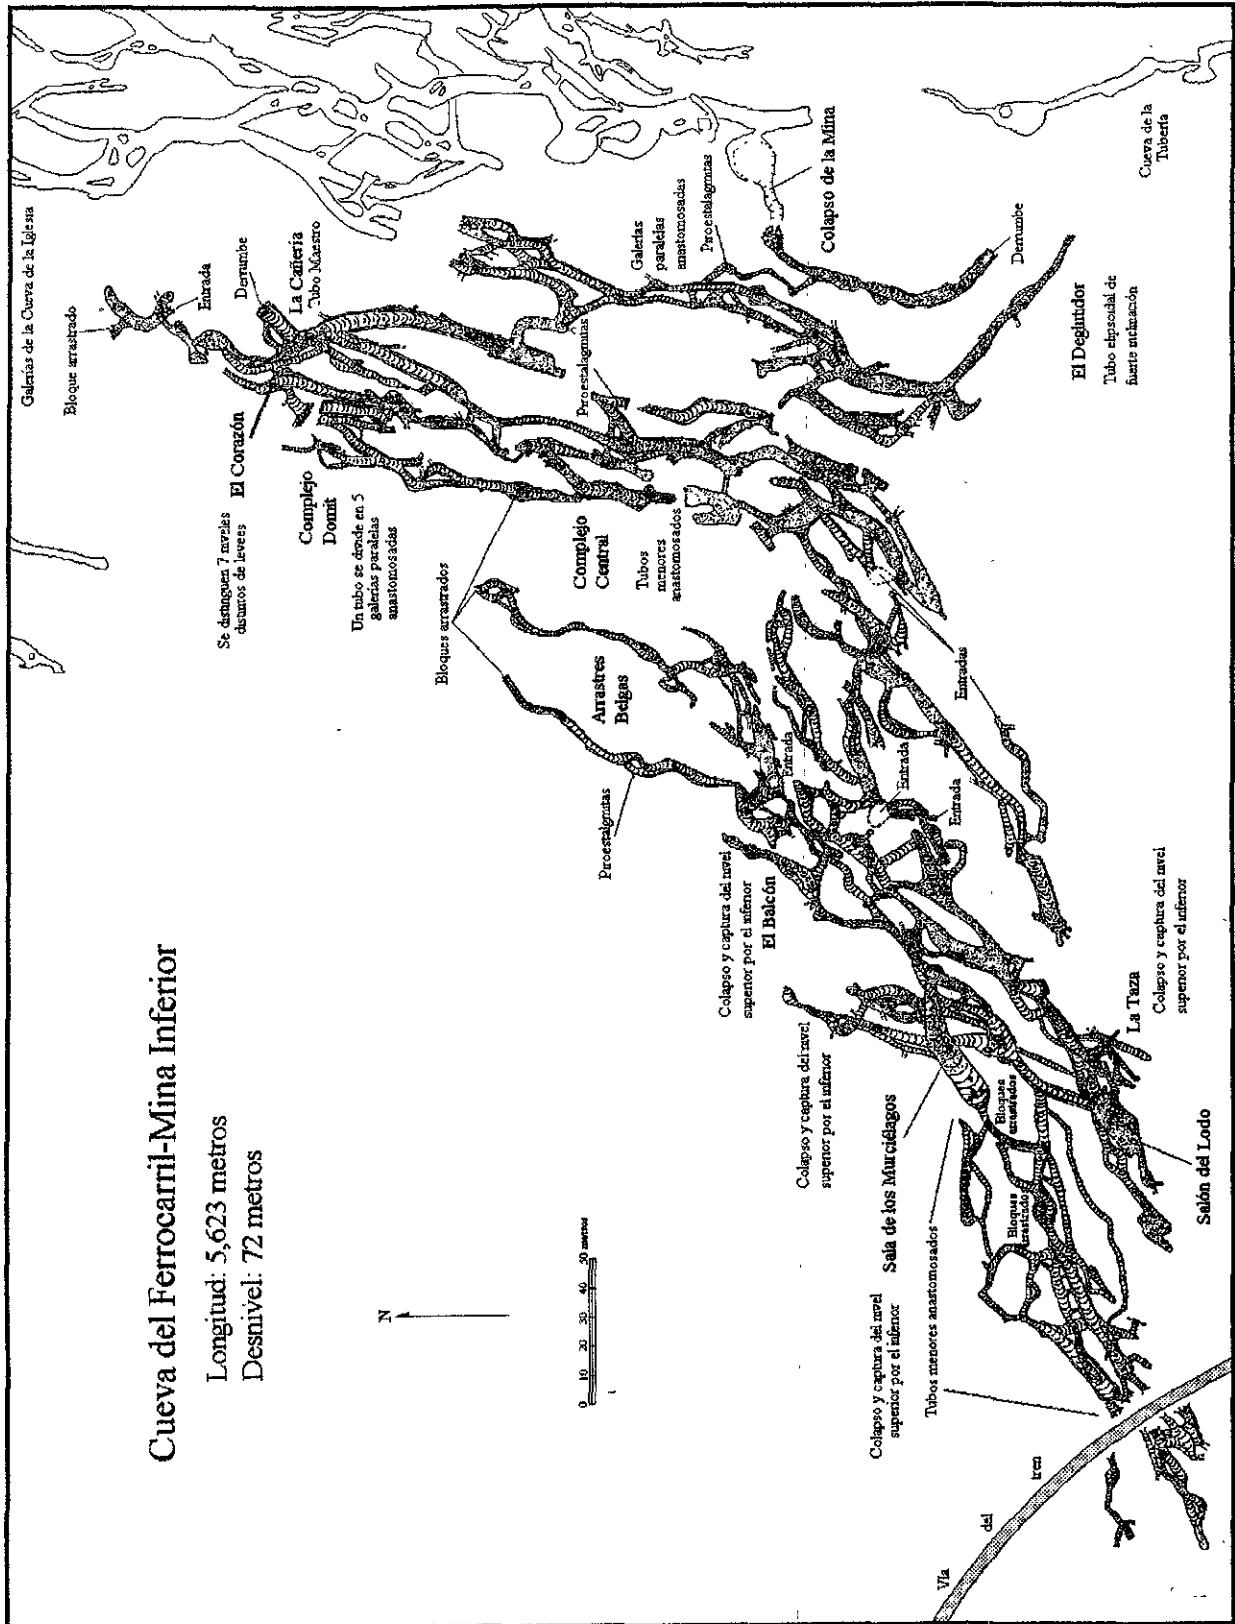 Cueva del Ferrocarril-Mina Inferior
Longitud: 5,623 metros
Desnivel: 72 metros
N
0 10 20 30 40 50 metros
Galerías de la Cueva de la Iglesia
Bloque arrastrado
Entrada
Derrumbe
La Cañería
Tubo Maestro
El Corazón
Se distinguen 7 niveles
distintos de levees
Complejo
Domit
Un tubo se divide en 5
galerías paralelas
anastomosadas
Bloques arrastrados
Complejo
Central
Tubos
menores
anastomosados
Piroestalagmitas
Galerías
paralelas
anastomosadas
Piroestalagmitas
Colapso de la Mina
Cueva de la
Tubería
Derrumbe
El Deglutidor
Tubo elipsoidal de
fuerte inclinación
Arrastres
Belgas
Piroestalgmitas
Entradas
Entrada
Entrada
Entrada
Colapso y captura del nivel
superior por el inferior
El Balcón
Colapso y captura del nivel
superior por el inferior
Sala de los Murciélagos
Colapso y captura del nivel
superior por el inferior
Tubos menores anastomosados
Bloques
arrastrados
Bloques
arrastrado
La Taza
Colapso y captura del nivel
superior por el inferior
Salón del Lodo
Vía del tren